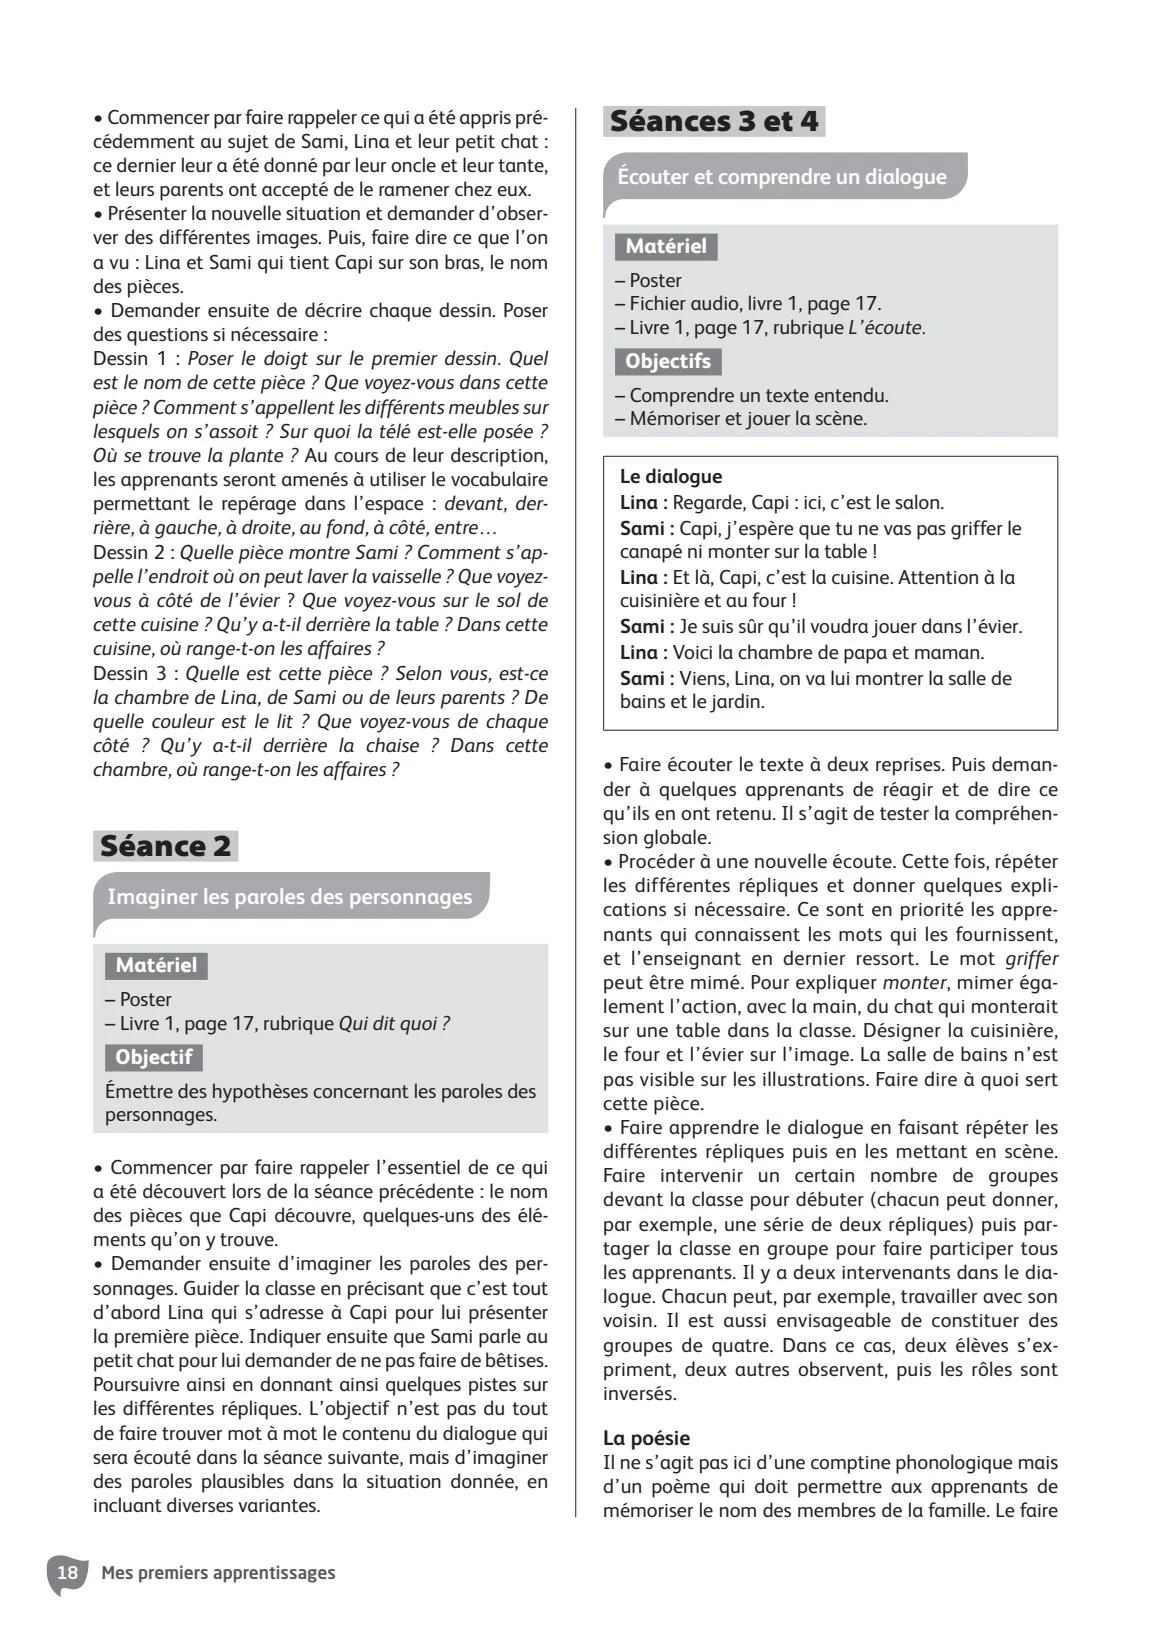 • Commencer par faire rappeler ce qui a été appris pré-
cédemment au sujet de Sami, Lina et leur petit chat :
ce dernier leur a été donné par leur oncle et leur tante,
et leurs parents ont accepté de le ramener chez eux.
• Présenter la nouvelle situation et demander d'obser-
ver des différentes images. Puis, faire dire ce que l'on
a vu : Lina et Sami qui tient Capi sur son bras, le nom
des pièces.
• Demander ensuite de décrire chaque dessin. Poser
des questions si nécessaire :
Dessin 1 : Poser le doigt sur le premier dessin. Quel
est le nom de cette pièce ? Que voyez-vous dans cette
pièce ? Comment s'appellent les différents meubles sur
lesquels on s'assoit ? Sur quoi la télé est-elle posée ?
Où se trouve la plante ? Au cours de leur description,
les apprenants seront amenés à utiliser le vocabulaire
permettant le repérage dans l'espace : devant, der-
rière, à gauche, à droite, au fond, à côté, entre…
Dessin 2 : Quelle pièce montre Sami ? Comment s'ap-
pelle l'endroit où on peut laver la vaisselle ? Que voyez-
vous à côté de l'évier ? Que voyez-vous sur le sol de
cette cuisine ? Qu'y a-t-il derrière la table ? Dans cette
cuisine, où range-t-on les affaires ?
Dessin 3 : Quelle est cette pièce ? Selon vous, est-ce
la chambre de Lina, de Sami ou de leurs parents ? De
quelle couleur est le lit ? Que voyez-vous de chaque
côté ? Qu'y a-t-il derrière la chaise ? Dans cette
chambre, où range-t-on les affaires ?
Séance 2
Imaginer les paroles des personnages
Matériel
– Poster
– Livre 1, page 17, rubrique Qui dit quoi ?
Objectif
Émettre des hypothèses concernant les paroles des
personnages.
• Commencer par faire rappeler l'essentiel de ce qui
a été découvert lors de la séance précédente : le nom
des pièces que Capi découvre, quelques-uns des élé-
ments qu'on y trouve.
• Demander ensuite d'imaginer les paroles des per-
sonnages. Guider la classe en précisant que c'est tout
d'abord Lina qui s'adresse à Capi pour lui présenter
la première pièce. Indiquer ensuite que Sami parle au
petit chat pour lui demander de ne pas faire de bêtises.
Poursuivre ainsi en donnant ainsi quelques pistes sur
les différentes répliques. L'objectif n'est pas du tout
de faire trouver mot à mot le contenu du dialogue qui
sera écouté dans la séance suivante, mais d'imaginer
des paroles plausibles dans la situation donnée, en
incluant diverses variantes.
Séances 3 et 4
Écouter et comprendre un dialogue
Matériel
– Poster
– Fichier audio, livre 1, page 17.
– Livre 1, page 17, rubrique L'écoute.
Objectifs
– Comprendre un texte entendu.
– Mémoriser et jouer la scène.
Le dialogue
Lina : Regarde, Capi : ici, c'est le salon.
Sami : Capi, j'espère que tu ne vas pas griffer le
canapé ni monter sur la table !
Lina : Et là, Capi, c'est la cuisine. Attention à la
cuisinière et au four !
Sami : Je suis sûr qu'il voudra jouer dans l'évier.
Lina : Voici la chambre de papa et maman.
Sami : Viens, Lina, on va lui montrer la salle de
bains et le jardin.
• Faire écouter le texte à deux reprises. Puis deman-
der à quelques apprenants de réagir et de dire ce
qu'ils en ont retenu. Il s'agit de tester la compréhen-
sion globale.
• Procéder à une nouvelle écoute. Cette fois, répéter
les différentes répliques et donner quelques expli-
cations si nécessaire. Ce sont en priorité les appre-
nants qui connaissent les mots qui les fournissent,
et l'enseignant en dernier ressort. Le mot griffer
peut être mimé. Pour expliquer monter, mimer éga-
lement l'action, avec la main, du chat qui monterait
sur une table dans la classe. Désigner la cuisinière,
le four et l'évier sur l'image. La salle de bains n'est
pas visible sur les illustrations. Faire dire à quoi sert
cette pièce.
• Faire apprendre le dialogue en faisant répéter les
différentes répliques puis en les mettant en scène.
Faire intervenir un certain nombre de groupes
devant la classe pour débuter (chacun peut donner,
par exemple, une série de deux répliques) puis par-
tager la classe en groupe pour faire participer tous
les apprenants. Il y a deux intervenants dans le dia-
logue. Chacun peut, par exemple, travailler avec son
voisin. Il est aussi envisageable de constituer des
groupes de quatre. Dans ce cas, deux élèves s'ex-
priment, deux autres observent, puis les rôles sont
inversés.
La poésie
Il ne s'agit pas ici d'une comptine phonologique mais
d'un poème qui doit permettre aux apprenants de
mémoriser le nom des membres de la famille. Le faire
18 Mes premiers apprentissages